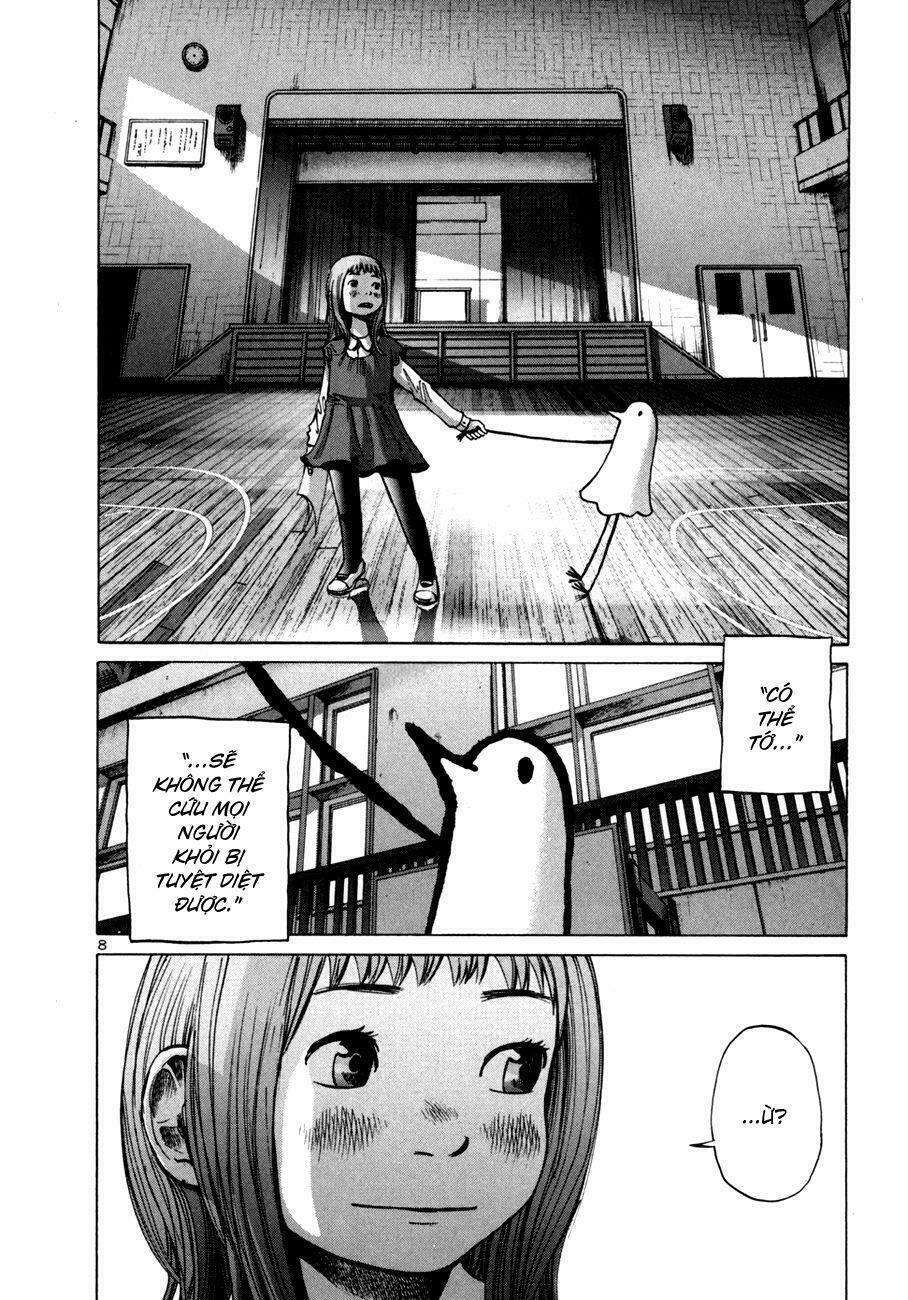 "CÓ
THỂ
TỚ..."
"...SẼ
KHÔNG THỂ
CỨU MỌI
NGƯỜI
KHỎI BỊ
TUYỆT DIỆT
ĐƯỢC."
8
...Ừ?